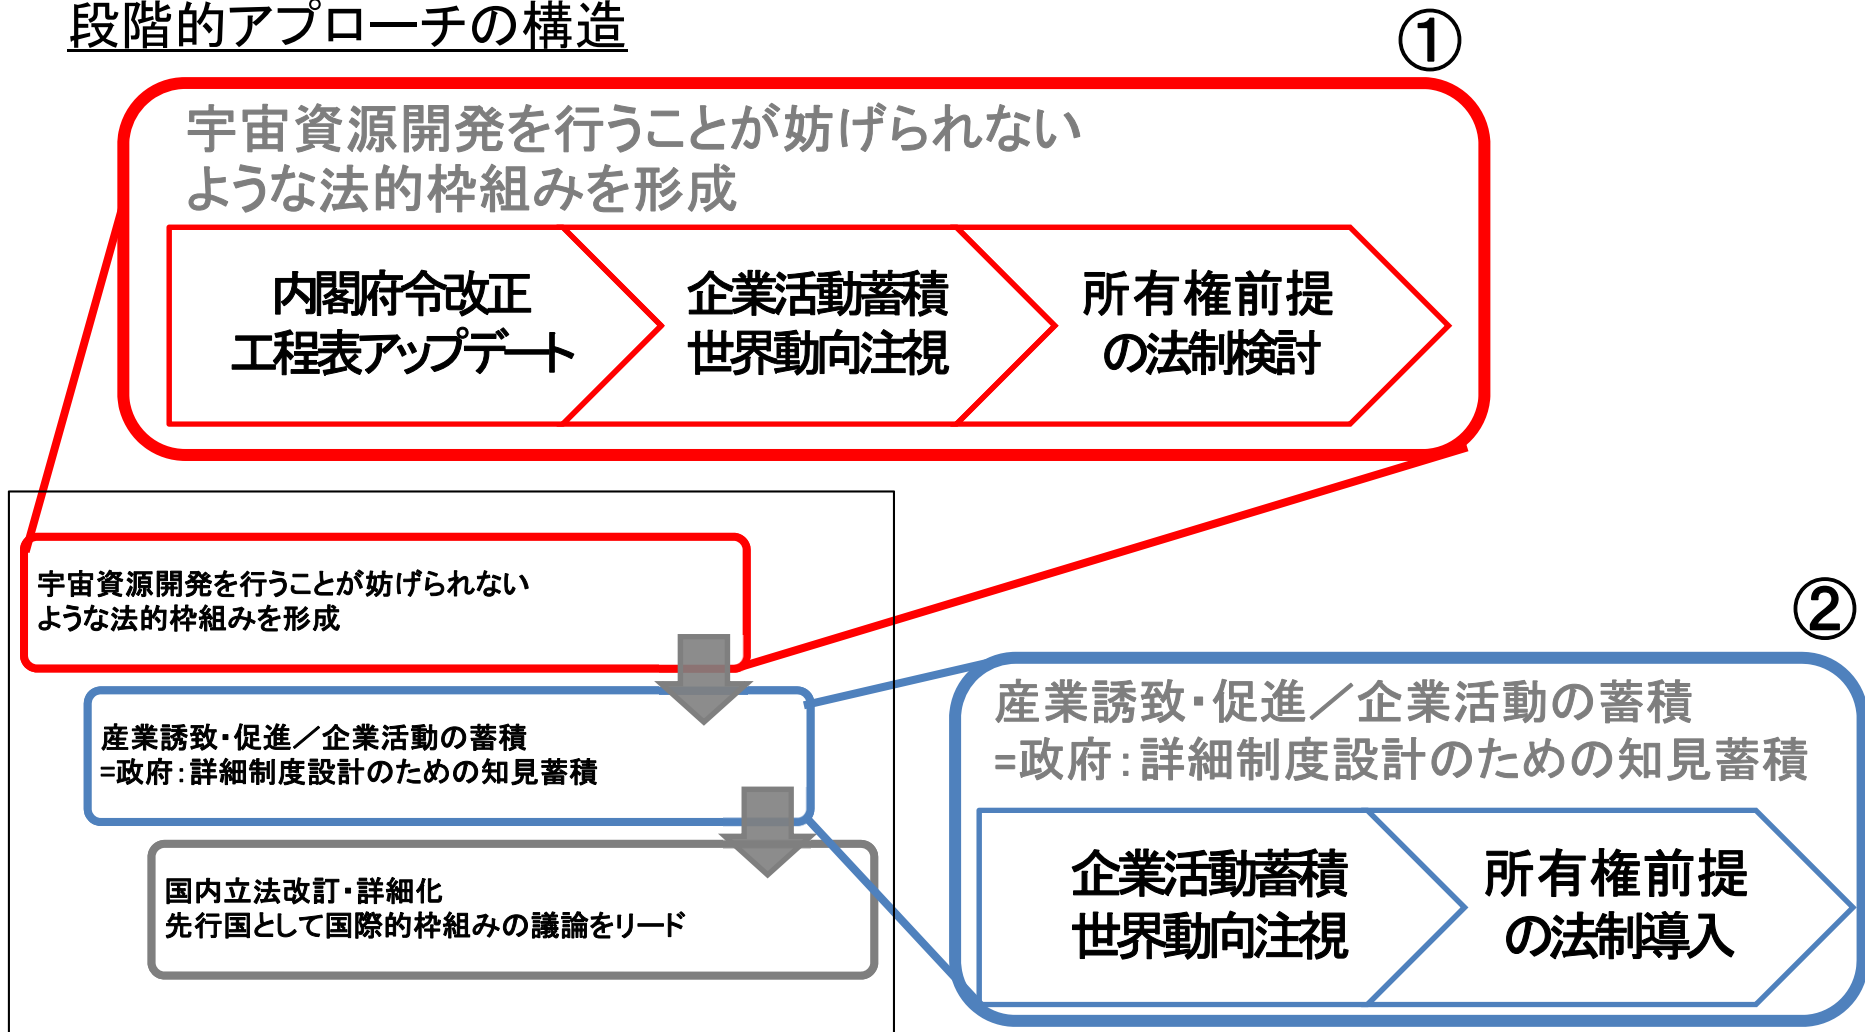 段階的アプローチの構造
①
宇宙資源開発を行うことが妨げられない
ような法的枠組みを形成
内閣府令改正
工程表アップデート
企業活動蓄積
世界動向注視
所有権前提
の法制検討
宇宙資源開発を行うことが妨げられない
ような法的枠組みを形成
産業誘致・促進／企業活動の蓄積
=政府：詳細制度設計のための知見蓄積
国内立法改訂・詳細化
先行国として国際的枠組みの議論をリード
②
産業誘致・促進／企業活動の蓄積
=政府：詳細制度設計のための知見蓄積
企業活動蓄積
世界動向注視
所有権前提
の法制導入